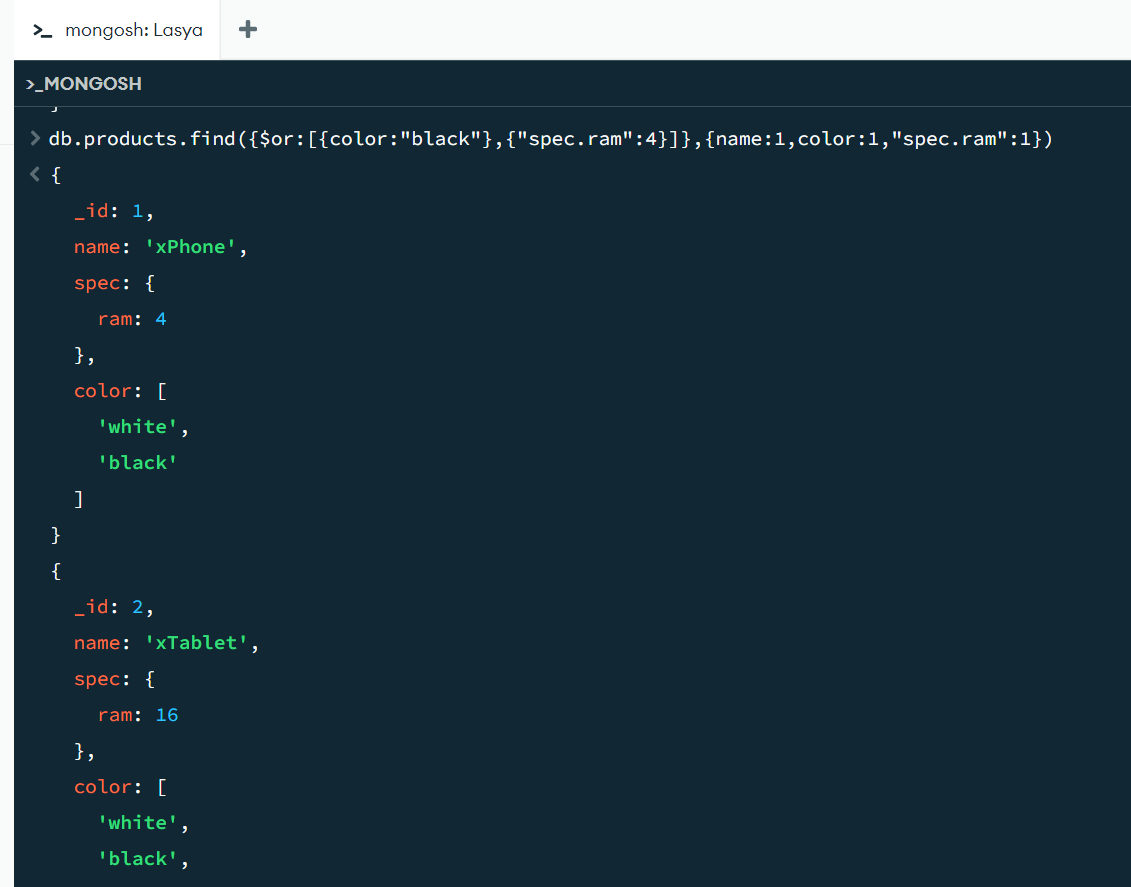 >_ mongosh: Lasya +
>_MONGOSH
}
> db.products.find({$or:[{color:"black"},{"spec.ram":4}]},{name:1,color:1,"spec.ram":1})
< {
_id: 1,
name: 'xPhone',
spec: {
ram: 4
},
color: [
'white',
'black'
]
}
{
_id: 2,
name: 'xTablet',
spec: {
ram: 16
},
color: [
'white',
'black',